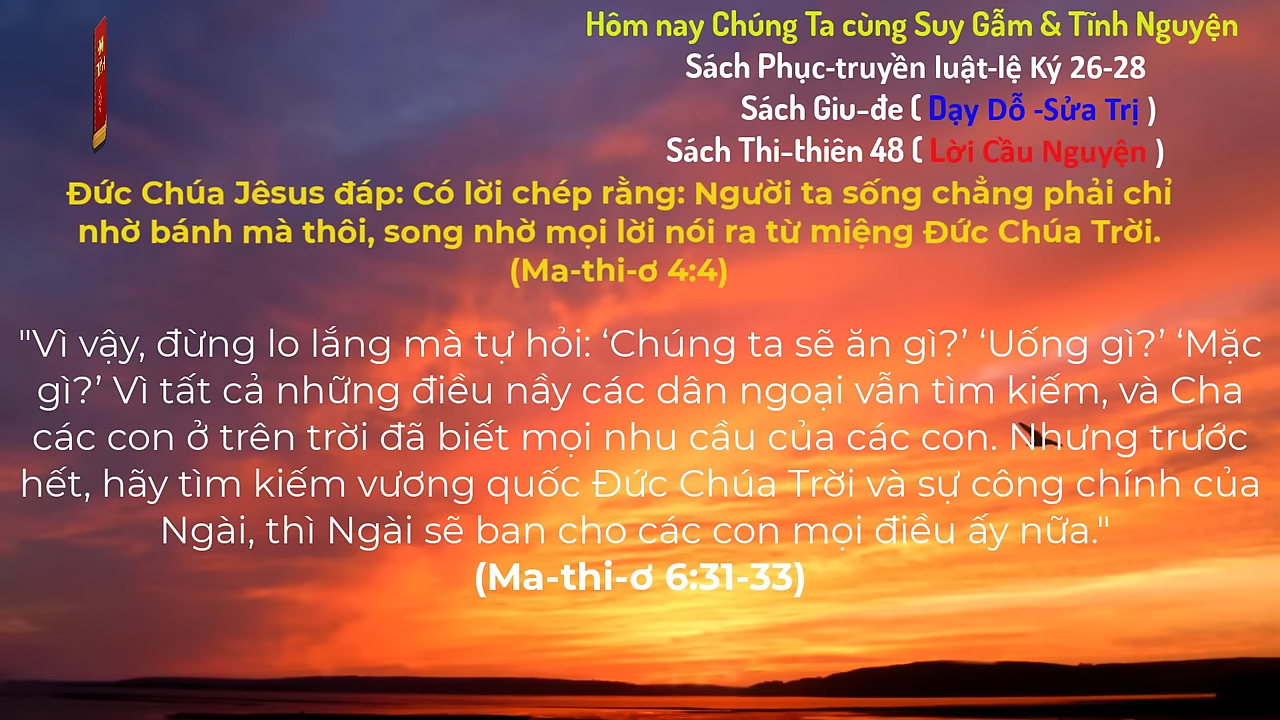 Hôm nay Chúng Ta cùng Suy Gẫm & Tĩnh Nguyện
Sách Phục-truyền luật-lệ Ký 26-28
Sách Giu-đe ( Dạy Dỗ -Sửa Trị )
Sách Thi-thiên 48 ( Lời Cầu Nguyện )
Đức Chúa Jêsus đáp: Có lời chép rằng: Người ta sống chẳng phải chỉ
nhờ bánh mà thôi, song nhờ mọi lời nói ra từ miệng Đức Chúa Trời.
(Ma-thi-ơ 4:4)
"Vì vậy, đừng lo lắng mà tự hỏi: ‘Chúng ta sẽ ăn gì?’ ‘Uống gì?’ ‘Mặc
gì?’ Vì tất cả những điều nầy các dân ngoại vẫn tìm kiếm, và Cha
các con ở trên trời đã biết mọi nhu cầu của các con. Nhưng trước
hết, hãy tìm kiếm vương quốc Đức Chúa Trời và sự công chính của
Ngài, thì Ngài sẽ ban cho các con mọi điều ấy nữa."
(Ma-thi-ơ 6:31-33)